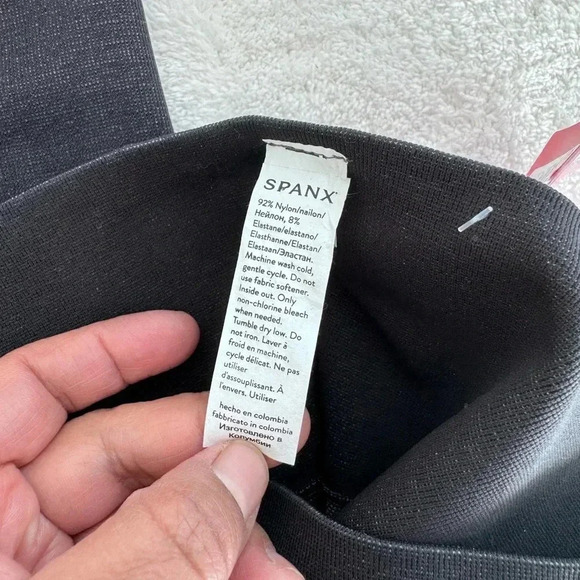 SPANX
92% Nylon/nailon/
Нейлон, 8%
Elastane/elastano/
Elasthanne/Elastan/
Elastaan/Эластан.
Machine wash cold,
gentle cycle. Do not
use fabric softener.
Inside out. Only
non-chlorine bleach
when needed.
Tumble dry low. Do
not iron. Laver à
froid en machine,
cycle délicat. Ne pas
utiliser
d'assouplissant. À
l'envers. Utiliser
hecho en colombia
fabbricato in colombia
Изготовлено в
Колумбии